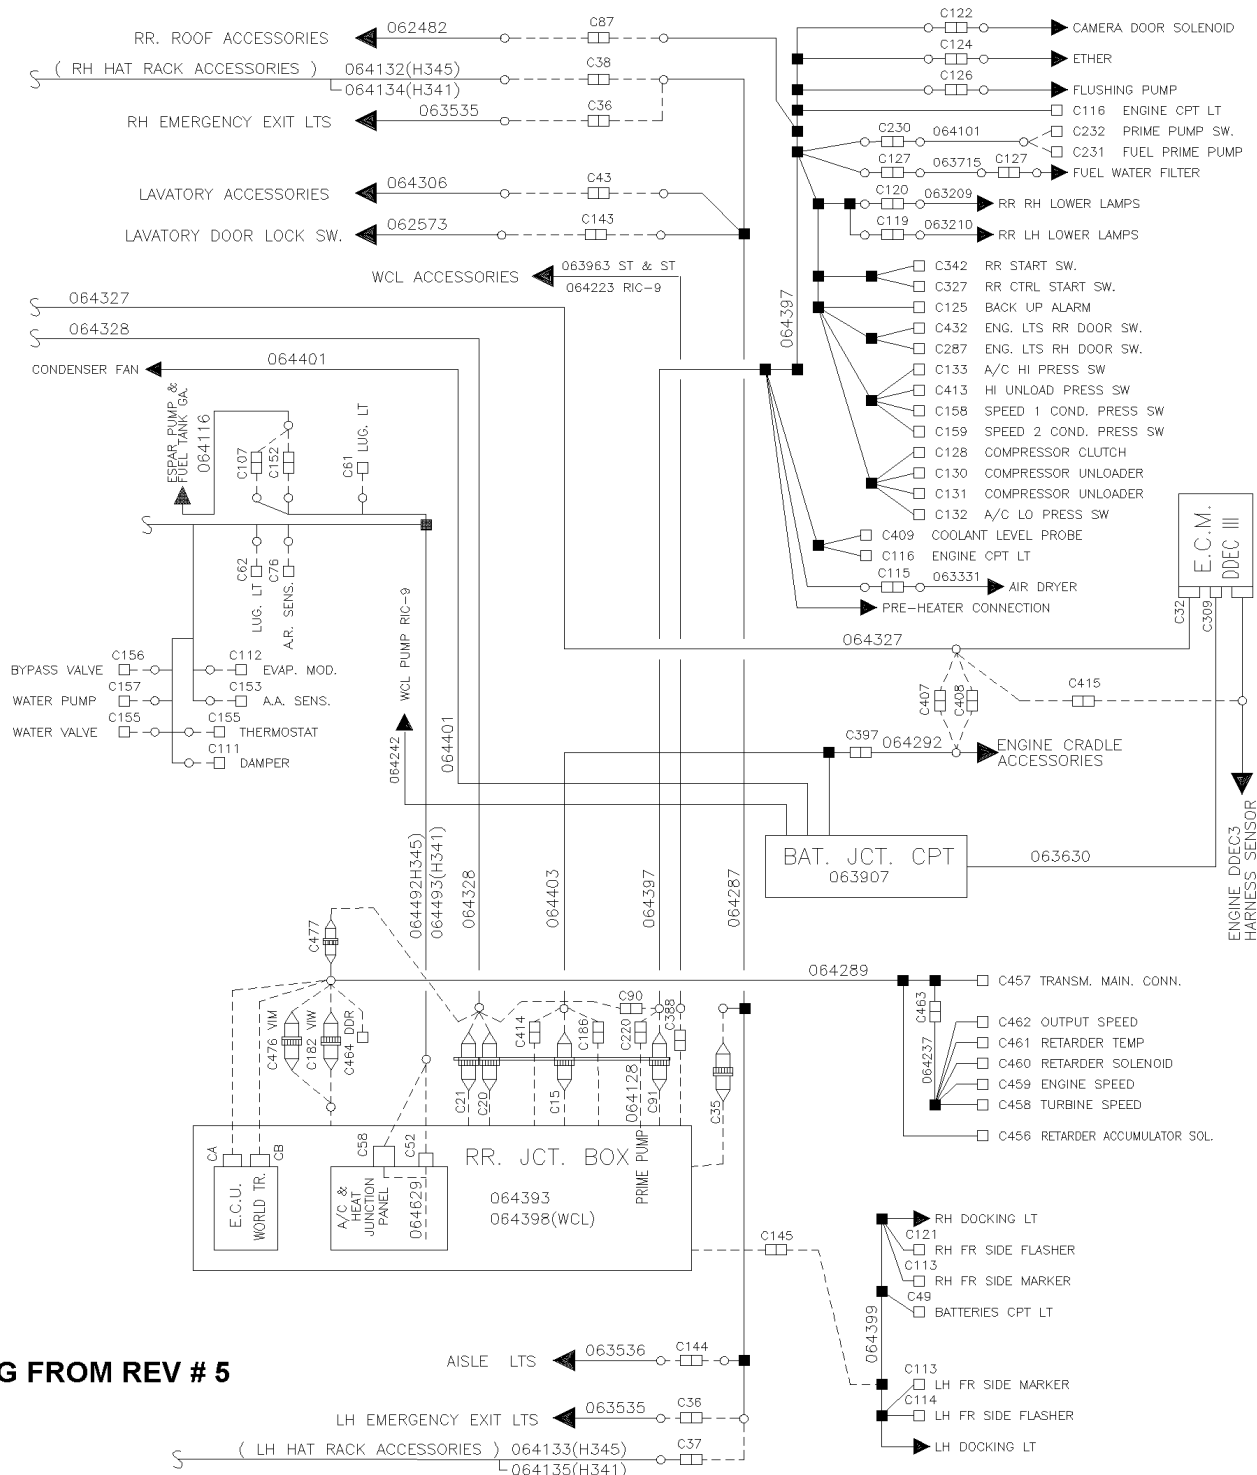 RR. ROOF ACCESSORIES 062482 C87
( RH HAT RACK ACCESSORIES ) 064132(H345) C38
064134(H341)
RH EMERGENCY EXIT LTS 063535 C36
LAVATORY ACCESSORIES 064306 C43
LAVATORY DOOR LOCK SW. 062573 C143
WCL ACCESSORIES 063963 ST & ST
064223 RIC-9
064327
064328
CONDENSER FAN 064401
C122 CAMERA DOOR SOLENOID
C124 ETHER
C126 FLUSHING PUMP
C116 ENGINE CPT LT
C230 064101 C232 PRIME PUMP SW.
C231 FUEL PRIME PUMP
C127 063715 C127 FUEL WATER FILTER
C120 063209 RR RH LOWER LAMPS
C119 063210 RR LH LOWER LAMPS
064397
C342 RR START SW.
C327 RR CTRL START SW.
C125 BACK UP ALARM
C432 ENG. LTS RR DOOR SW.
C287 ENG. LTS RH DOOR SW.
C133 A/C HI PRESS SW
C413 HI UNLOAD PRESS SW
C158 SPEED 1 COND. PRESS SW
C159 SPEED 2 COND. PRESS SW
C128 COMPRESSOR CLUTCH
C130 COMPRESSOR UNLOADER
C131 COMPRESSOR UNLOADER
C132 A/C LO PRESS SW
C409 COOLANT LEVEL PROBE
C116 ENGINE CPT LT
C115 063331 AIR DRYER
PRE-HEATER CONNECTION
E.C.M.
DDEC III
C32
C309
ESPAR PUMP &
FUEL TANK GA.
064116
C107
C152
C61 LUG. LT
C62
LUG. LT
C76
A.R. SENS.
BYPASS VALVE C156
C112 EVAP. MOD.
WATER PUMP C157
C153 A.A. SENS.
WATER VALVE C155
C155 THERMOSTAT
C111 DAMPER
WCL PUMP RIC-9
064242
064401
064327
C407
C408
C415
C397 064292 ENGINE CRADLE
ACCESSORIES
BAT. JCT. CPT
063907
063630
ENGINE DDEC3
HARNESS SENSOR
064492H345)
064493(H341)
064328
064403
064397
064287
C477
064289
C476 VIM
C182 VIW
C464 DDR
C414
C186
C90
C220
C388
C21
C20
C15
064128
C91
C35
C463
064237
C457 TRANSM. MAIN. CONN.
C462 OUTPUT SPEED
C461 RETARDER TEMP
C460 RETARDER SOLENOID
C459 ENGINE SPEED
C458 TURBINE SPEED
C456 RETARDER ACCUMULATOR SOL.
CA
CB
E.C.U.
WORLD TR.
C58
C52
A/C &
HEAT
JUNCTION
PANEL
064629
RR. JCT. BOX
064393
064398(WCL)
PRIME PUMP
C145
RH DOCKING LT
C121 RH FR SIDE FLASHER
C113 RH FR SIDE MARKER
C49 BATTERIES CPT LT
064399
C113 LH FR SIDE MARKER
C114 LH FR SIDE FLASHER
LH DOCKING LT
G FROM REV # 5
AISLE LTS 063536 C144
LH EMERGENCY EXIT LTS 063535 C36
( LH HAT RACK ACCESSORIES ) 064133(H345) C37
064135(H341)